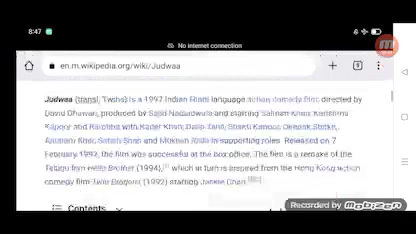 8:47
No internet connection
en.m.wikipedia.org/wiki/Judwaa
Judwaa (transl. Twins) is a 1997 Indian Hindi language action comedy film directed by
David Dhawan, produced by Sajid Nadiadwala and starring Salman Khan, Karishma
Kapoor and Rambha with Kader Khan, Dalip Tahil, Shakti Kapoor, Deepak Shirke,
Anupam Kher, Satish Shah and Mukesh Rishi in supporting roles. Released on 7
February 1997, the film was successful at the box office. The film is a remake of the
Telugu film Hello Brother (1994), which in turn is inspired from the Hong Kong action
comedy film Twin Dragons (1992) starring Jackie Chan.
Contents
Recorded by
mobizen